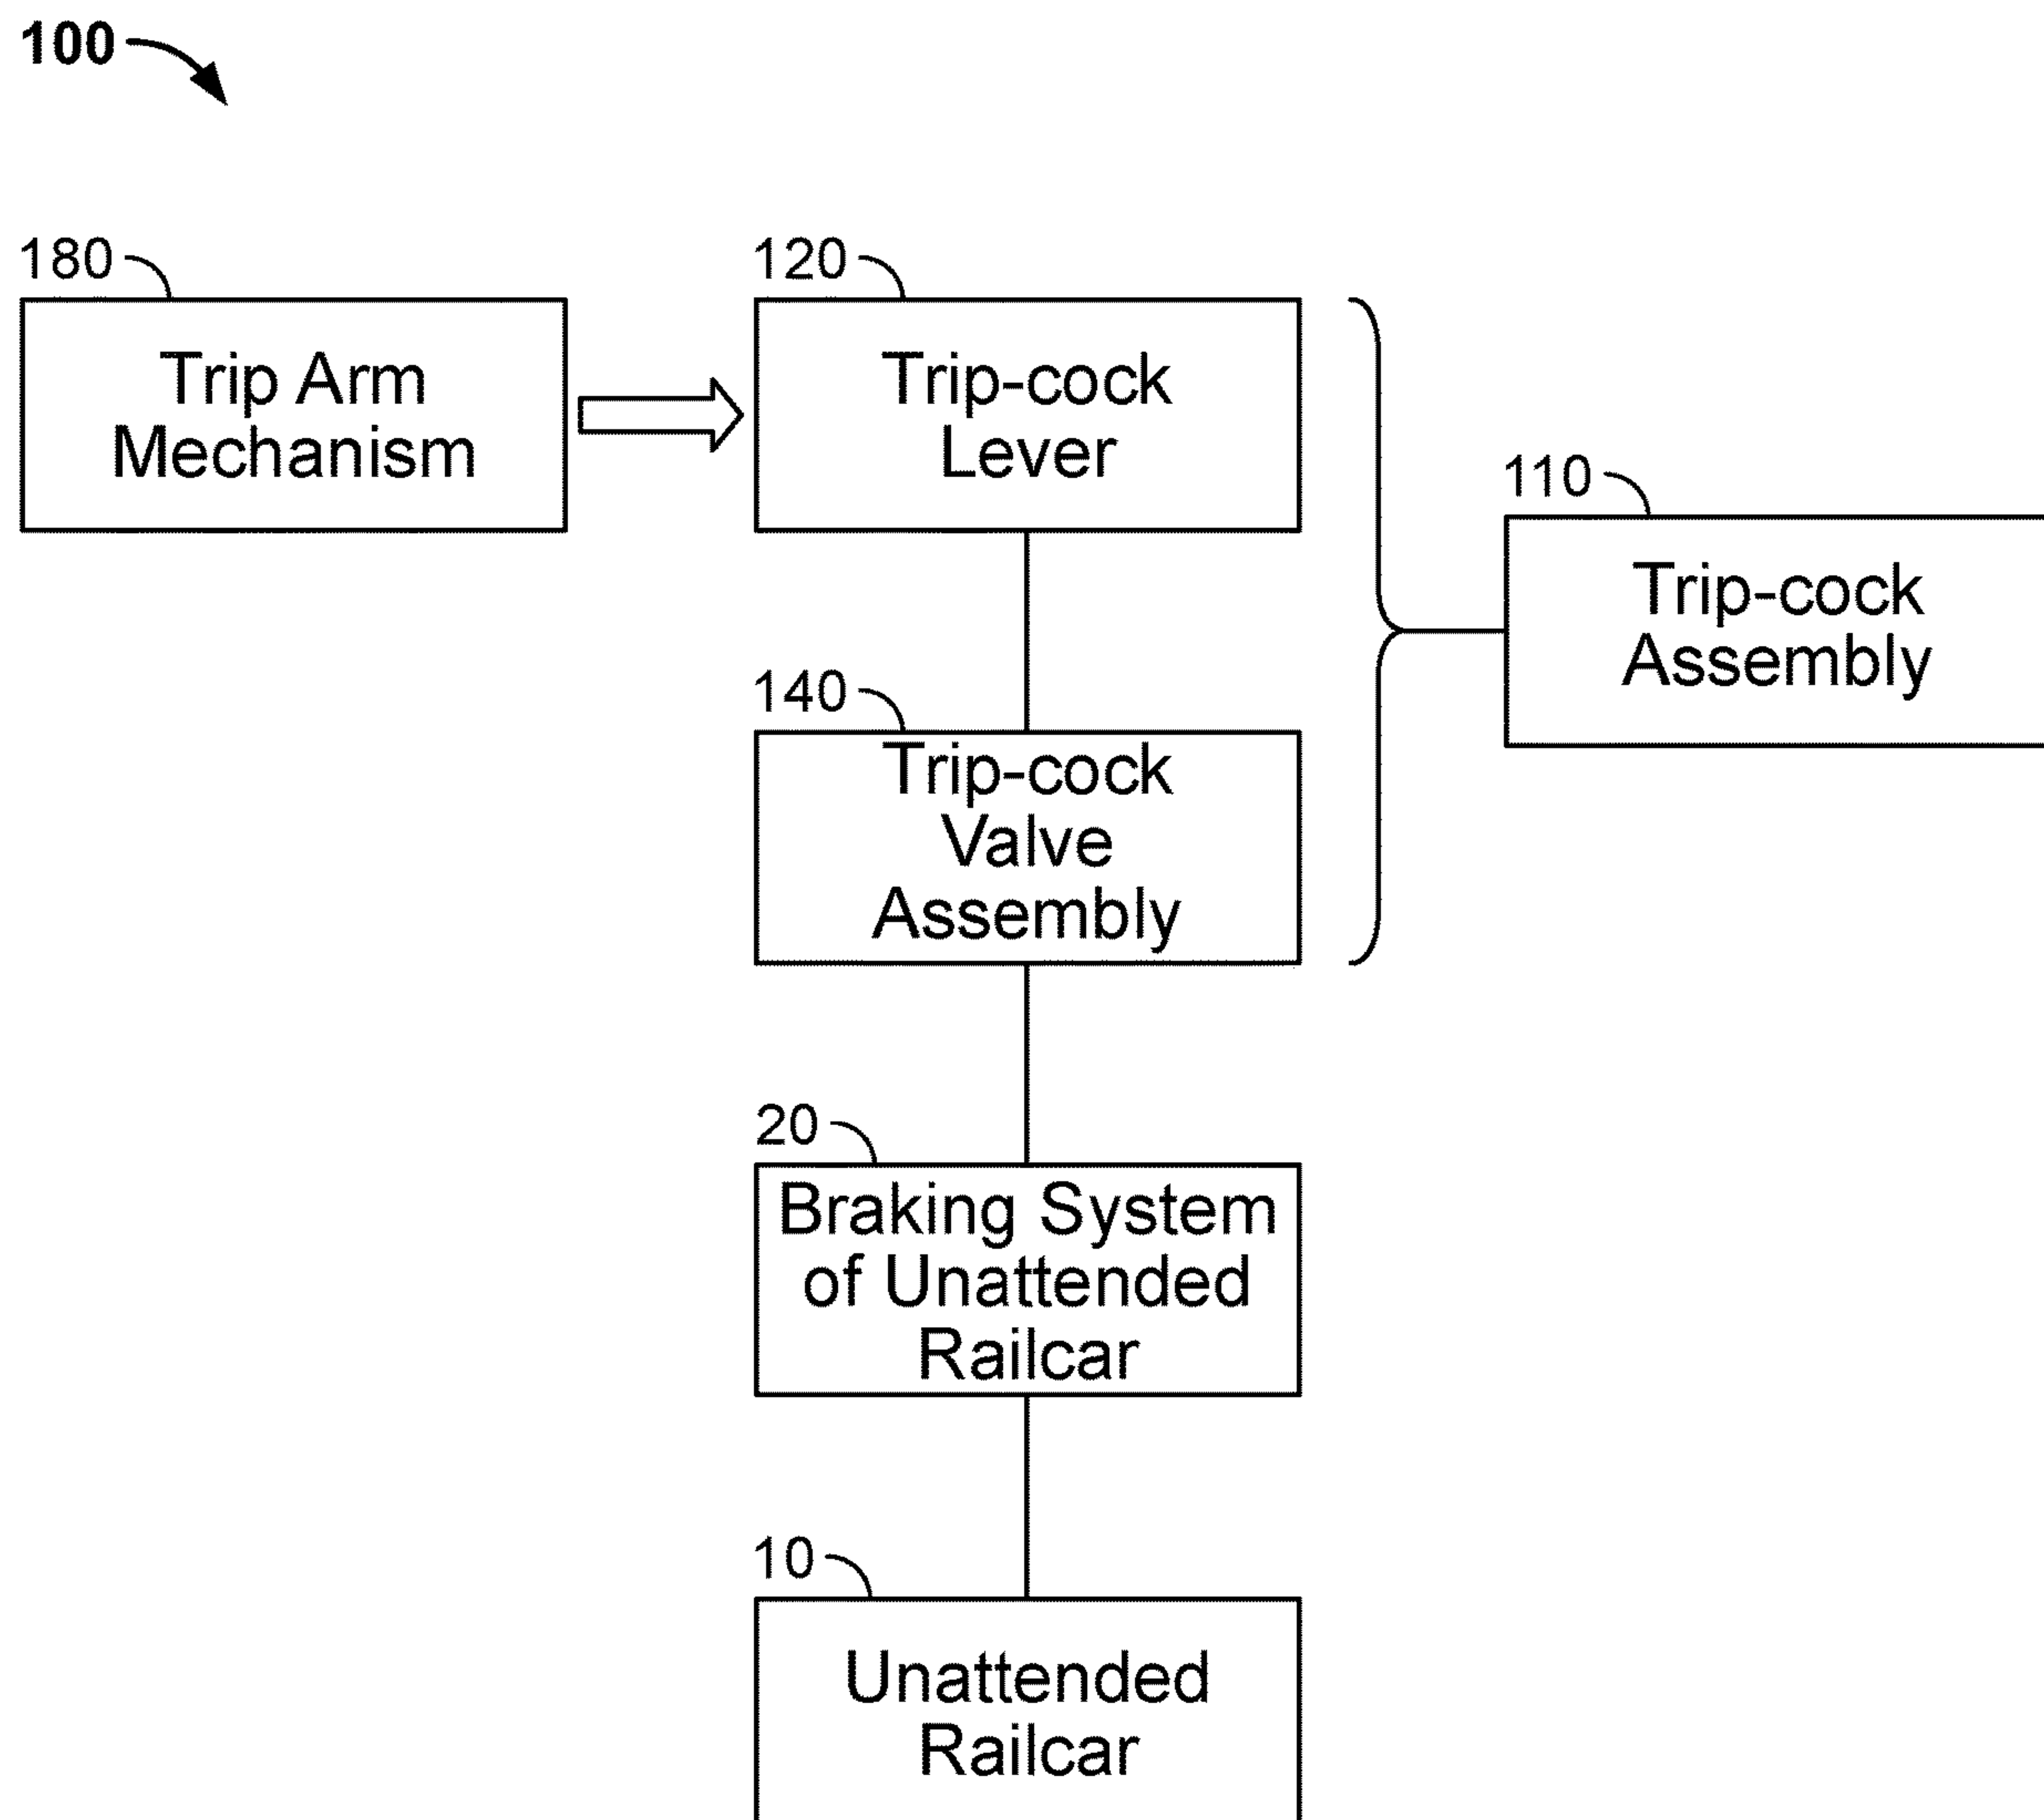 100
180
Trip Arm
Mechanism
120
Trip-cock
Lever
110
Trip-cock
Assembly
140
Trip-cock
Valve
Assembly
20
Braking System
of Unattended
Railcar
10
Unattended
Railcar